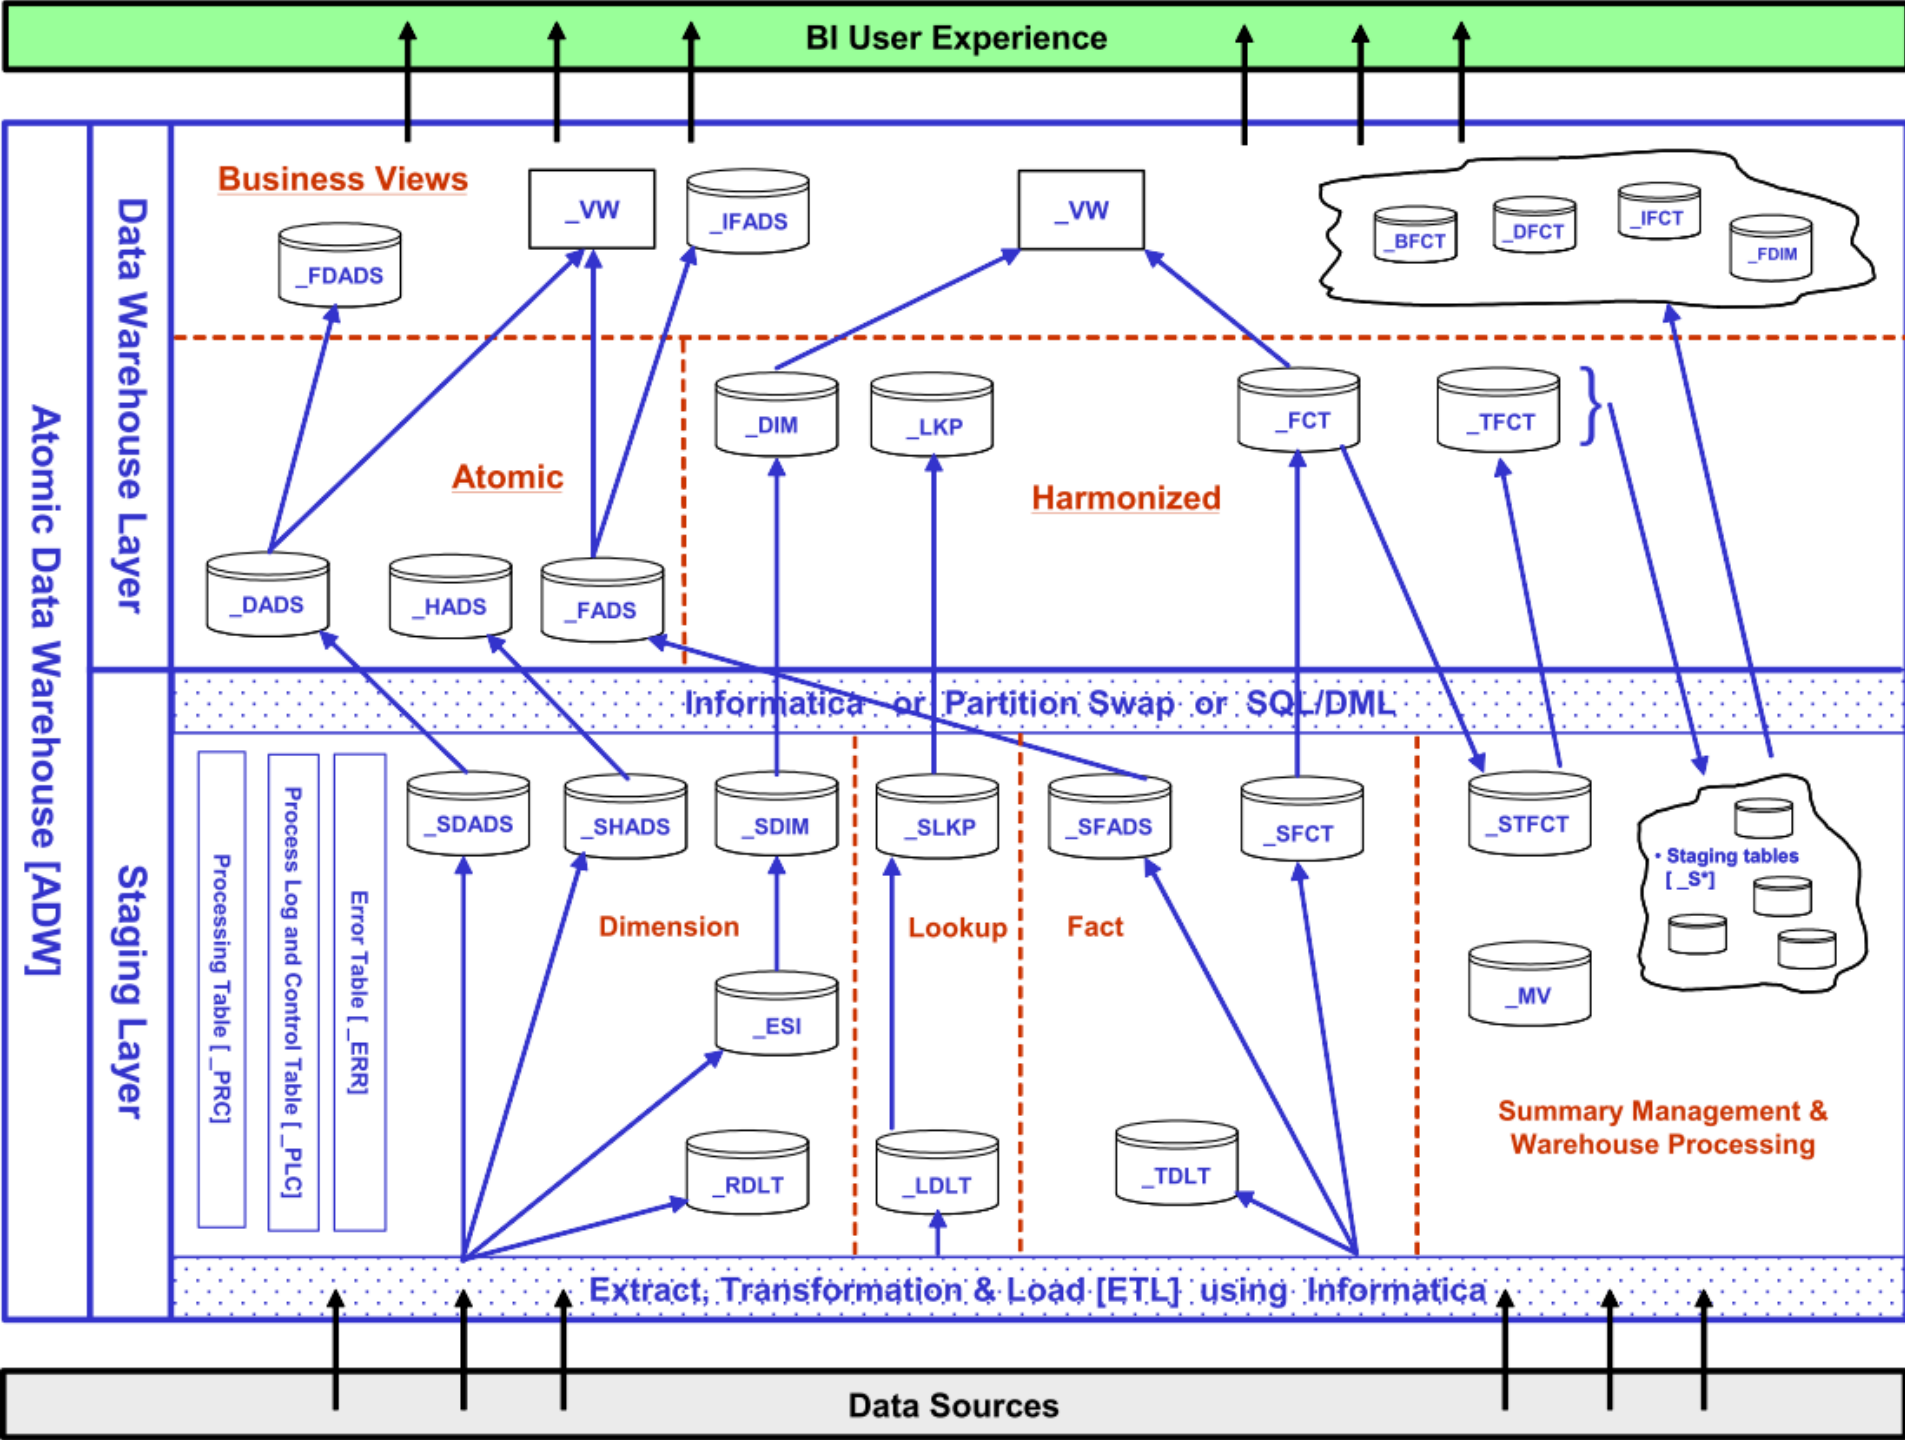 BI User Experience
Atomic Data Warehouse [ADW]
Data Warehouse Layer
Business Views
_FDADS
_VW
_IFADS
_VW
_BFCT
_DFCT
_IFCT
_FDIM
_DIM
_LKP
_FCT
_TFCT
}
Atomic
Harmonized
_DADS
_HADS
_FADS
Informatica or Partition Swap or SQL/DML
Staging Layer
Processing Table [ _PRC]
Process Log and Control Table [ _PLC]
Error Table [ _ERR]
_SDADS
_SHADS
_SDIM
_SLKP
_SFADS
_SFCT
_STFCT
• Staging tables
[ _S*]
Dimension
Lookup
Fact
_ESI
_MV
_RDLT
_LDLT
_TDLT
Summary Management &
Warehouse Processing
Extract, Transformation & Load [ETL] using Informatica
Data Sources